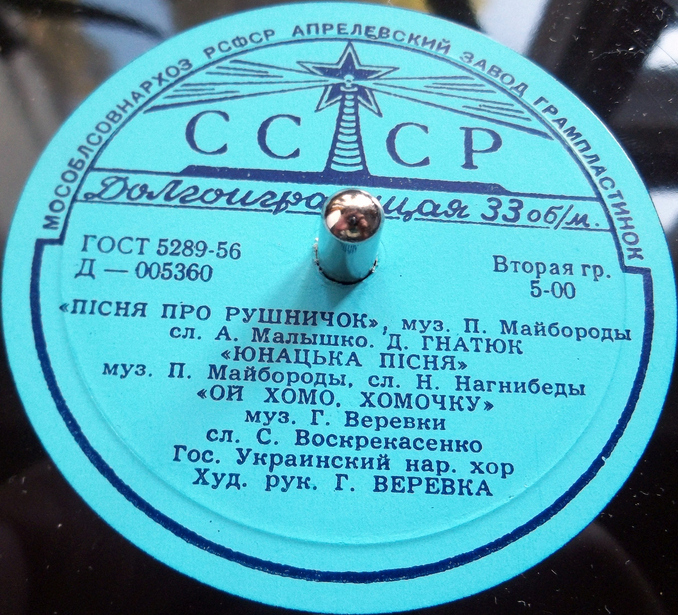 МОСОБЛСОВНАРХОЗ РСФСР АПРЕЛЕВСКИЙ ЗАВОД ГРАМПЛАСТИНОК
СССР
33 об/м.
ГОСТ 5289-56
Д — 005360
Вторая гр.
5-00
«ПІСНЯ ПРО РУШНИЧОК», муз. П. Майбороды
сл. А. Малышко. Д. ГНАТЮК
«ЮНАЦЬКА ПІСНЯ»
муз. П. Майбороды, сл. Н. Нагнибеды
«ОЙ ХОМО, ХОМОЧКУ»
муз. Г. Веревки
сл. С. Воскрекасенко
Гос. Украинский нар. хор
Худ. рук. Г. ВЕРЕВКА